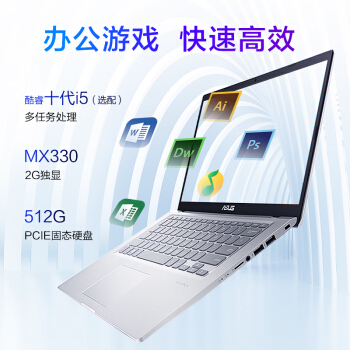 办公游戏 快速高效
酷睿十代i5（选配）
多任务处理
MX330
2G独显
512G
PCIE固态硬盘
W
Ai
Dw
Ps
X
ASUS